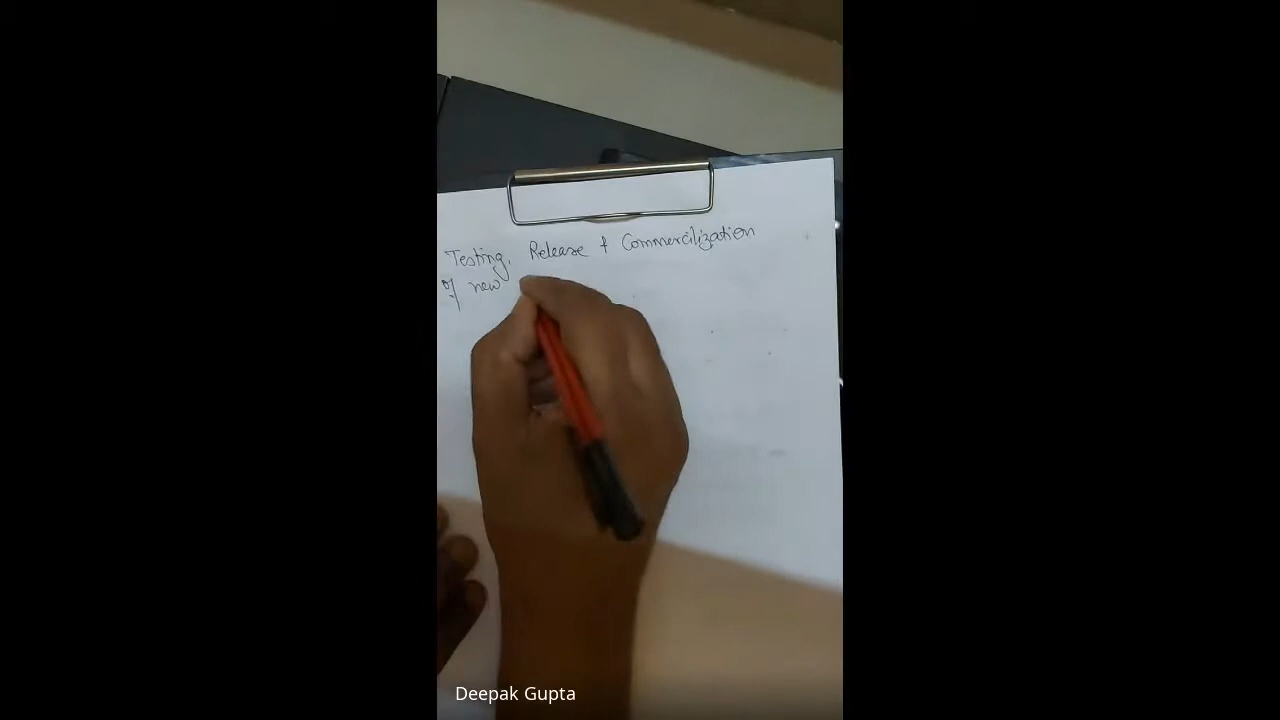 Testing, Release & Commercilization
of new
Deepak Gupta